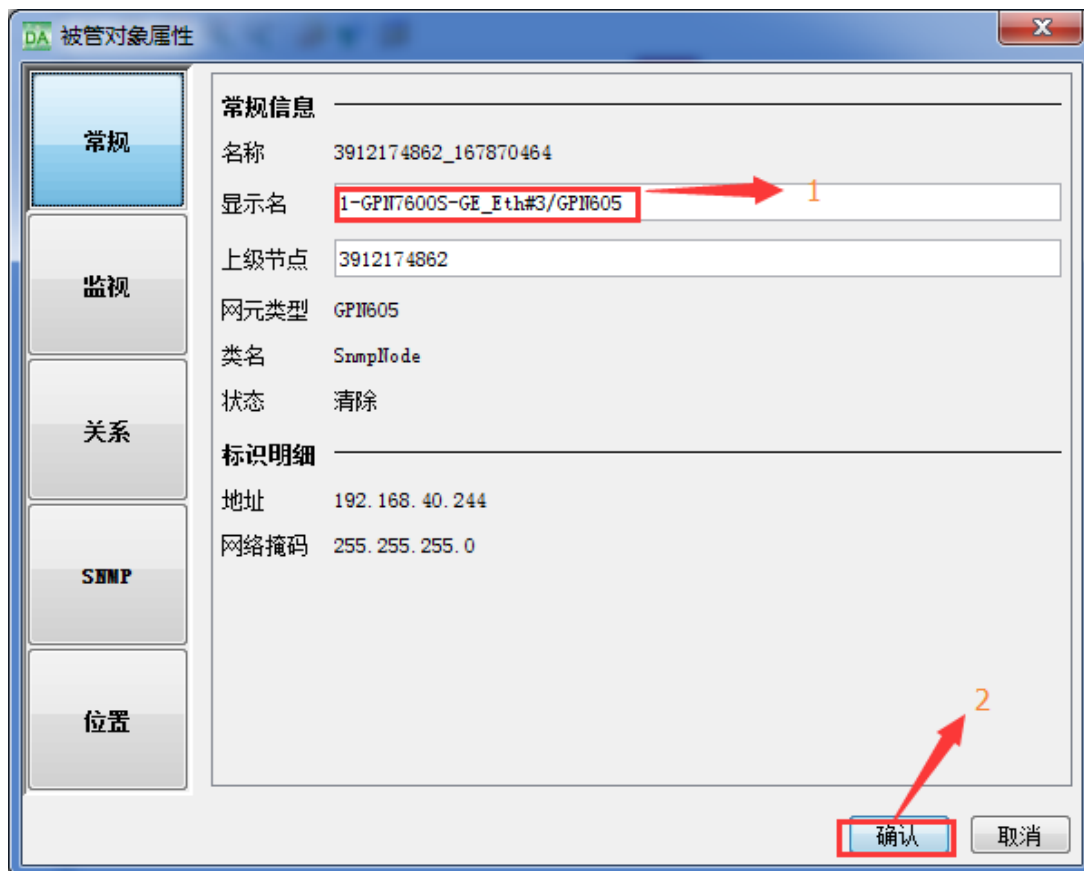 DA 被管对象属性
常规
监视
关系
SNMP
位置
常规信息
名称 3912174862_167870464
显示名 1-GPN7600S-GE_Eth#3/GPN605 1
上级节点 3912174862
网元类型 GPN605
类名 SnmpNode
状态 清除
标识明细
地址 192.168.40.244
网络掩码 255.255.255.0
2
确认 取消